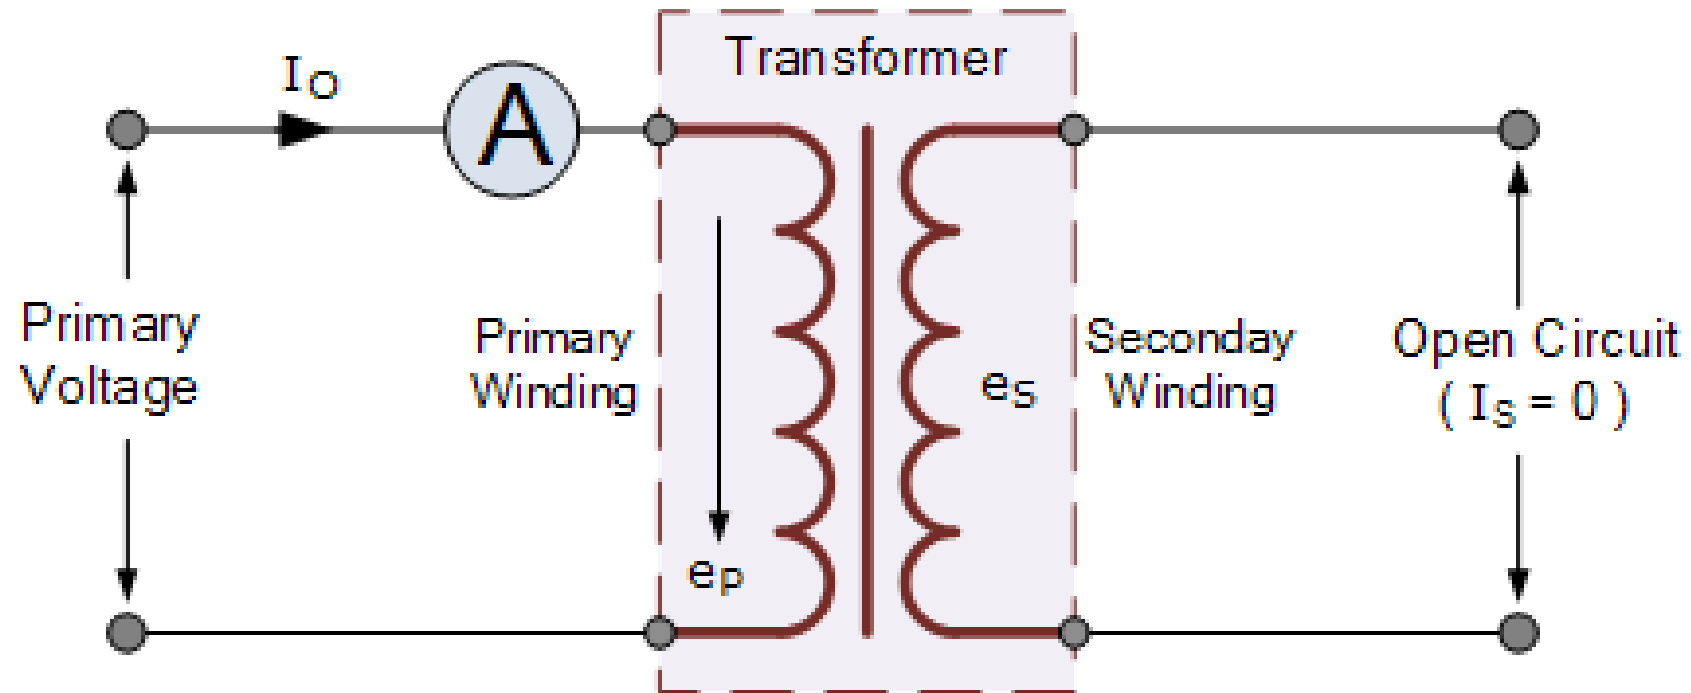 Transformer
IO
A
Primary
Voltage
Primary
Winding
eP
eS
Seconday
Winding
Open Circuit
( IS = 0 )